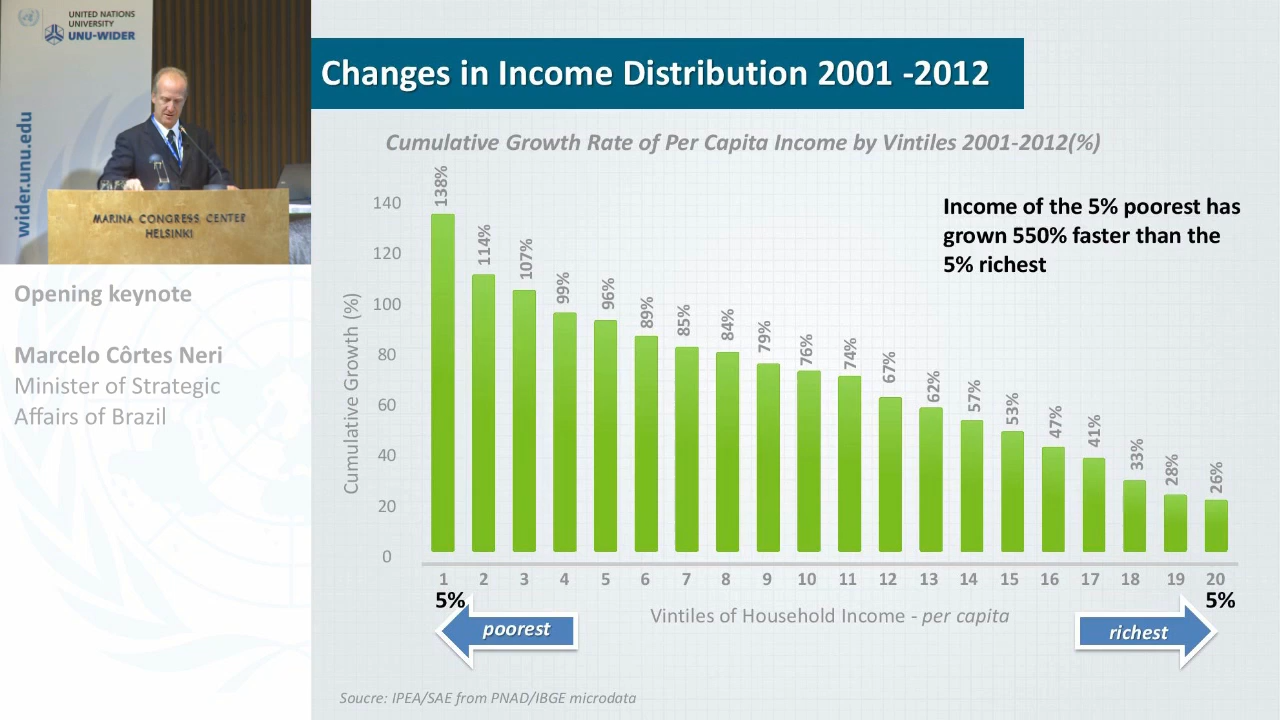 UNITED NATIONS
UNIVERSITY
UNU-WIDER
wider.unu.edu
MARINA CONGRESS CENTER
HELSINKI
Opening keynote
Marcelo Côrtes Neri
Minister of Strategic
Affairs of Brazil
Changes in Income Distribution 2001 -2012
Cumulative Growth Rate of Per Capita Income by Vintiles 2001-2012(%)
Income of the 5% poorest has
grown 550% faster than the
5% richest
Cumulative Growth (%)
140
120
100
80
60
40
20
0
138% 114% 107% 99% 96% 89% 85% 84% 79% 76% 74% 67% 62% 57% 53% 47% 41% 33% 28% 26%
1 2 3 4 5 6 7 8 9 10 11 12 13 14 15 16 17 18 19 20
5% 5%
poorest
Vintiles of Household Income - per capita
richest
Soucre: IPEA/SAE from PNAD/IBGE microdata